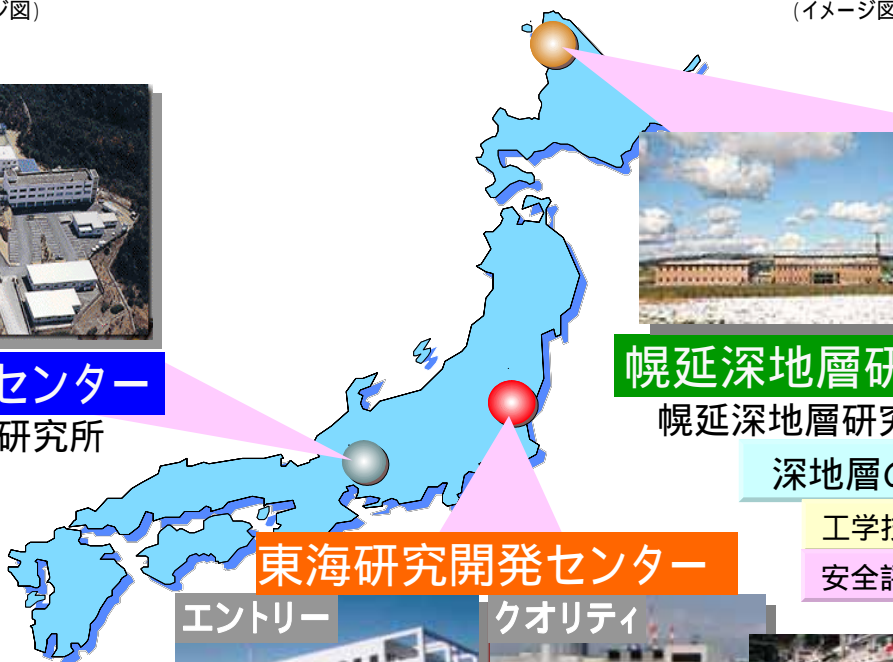 ジ図)
(イメージ図
センター
研究所
幌延深地層研
幌延深地層研究
深地層の
工学技
安全評
東海研究開発センター
エントリー
クオリティ